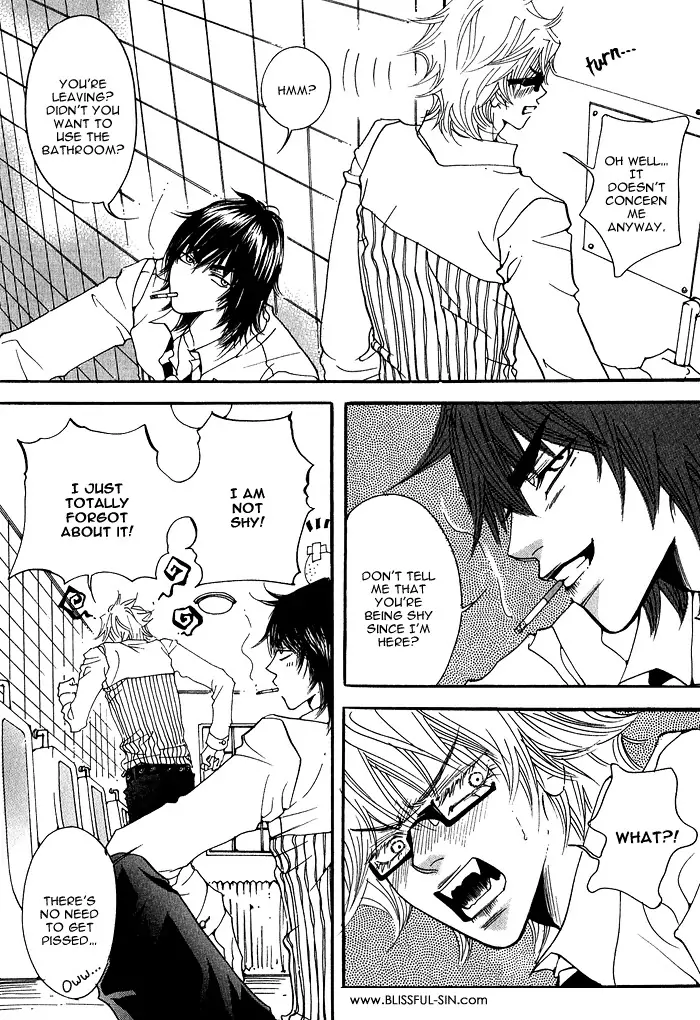 turn...
HMM?
YOU'RE
LEAVING?
DIDN'T YOU
WANT TO
USE THE
BATHROOM?
OH WELL...
IT
DOESN'T
CONCERN
ME
ANYWAY.
DON'T TELL
ME THAT
YOU'RE
BEING SHY
SINCE I'M
HERE?
WHAT?!
I AM
NOT
SHY!
I JUST
TOTALLY
FORGOT
ABOUT IT!
THERE'S
NO NEED
TO GET
PISSED...
OWW...
www.BLISSFUL-SIN.com